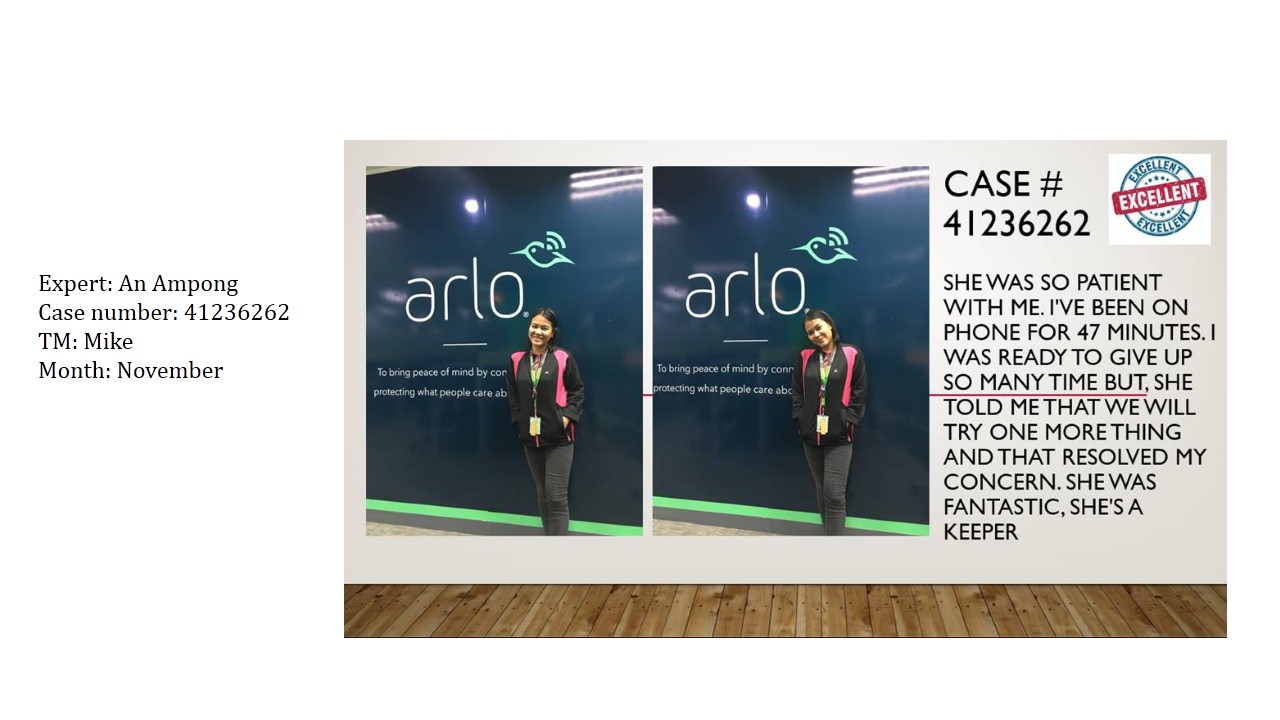 Expert: An Ampong
Case number: 41236262
TM: Mike
Month: November
arlo
To bring peace of mind by
protecting what people care
arlo
To bring peace of mind by
protecting what people care
CASE #
41236262
EXCELLENT
EXCELLENT
EXCELLENT
SHE WAS SO PATIENT
WITH ME. I'VE BEEN ON
PHONE FOR 47 MINUTES. I
WAS READY TO GIVE UP
SO MANY TIME BUT, SHE
TOLD ME THAT WE WILL
TRY ONE MORE THING
AND THAT RESOLVED MY
CONCERN. SHE WAS
FANTASTIC, SHE'S A
KEEPER